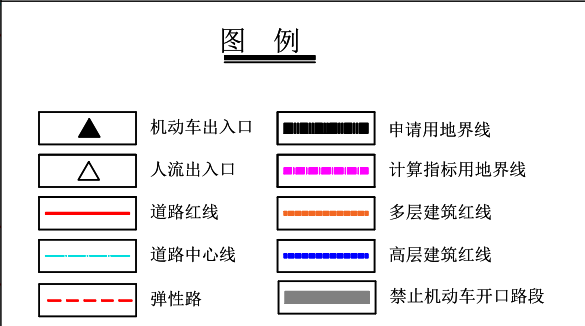 图 例
机动车出入口
人流出入口
道路红线
道路中心线
弹性路
申请用地界线
计算指标用地界线
多层建筑红线
高层建筑红线
禁止机动车开口路段